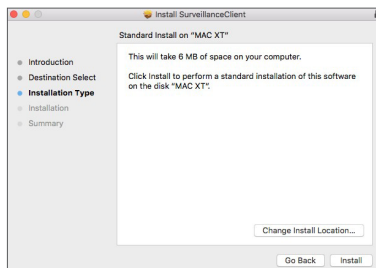 Install SurveillanceClient
Standard Install on "MAC XT"
Introduction
Destination Select
Installation Type
Installation
Summary
This will take 6 MB of space on your computer.
Click Install to perform a standard installation of this software
on the disk "MAC XT".
Change Install Location...
Go Back
Install